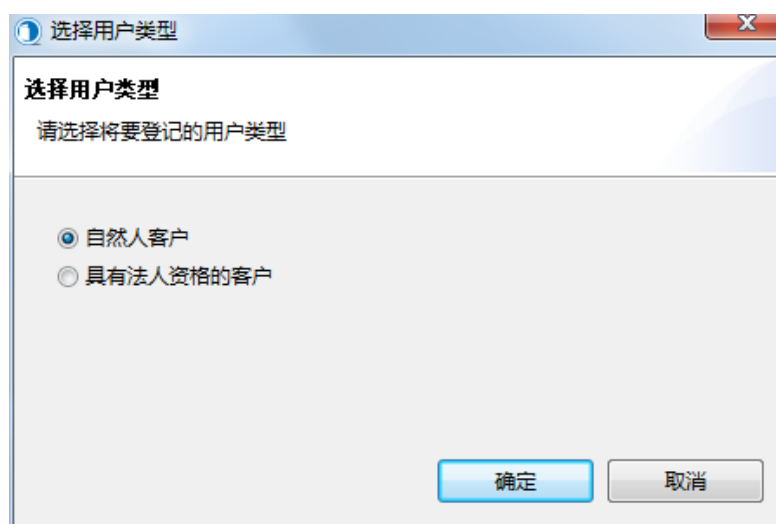 选择用户类型
选择用户类型
请选择将要登记的用户类型
自然人客户
具有法人资格的客户
确定
取消